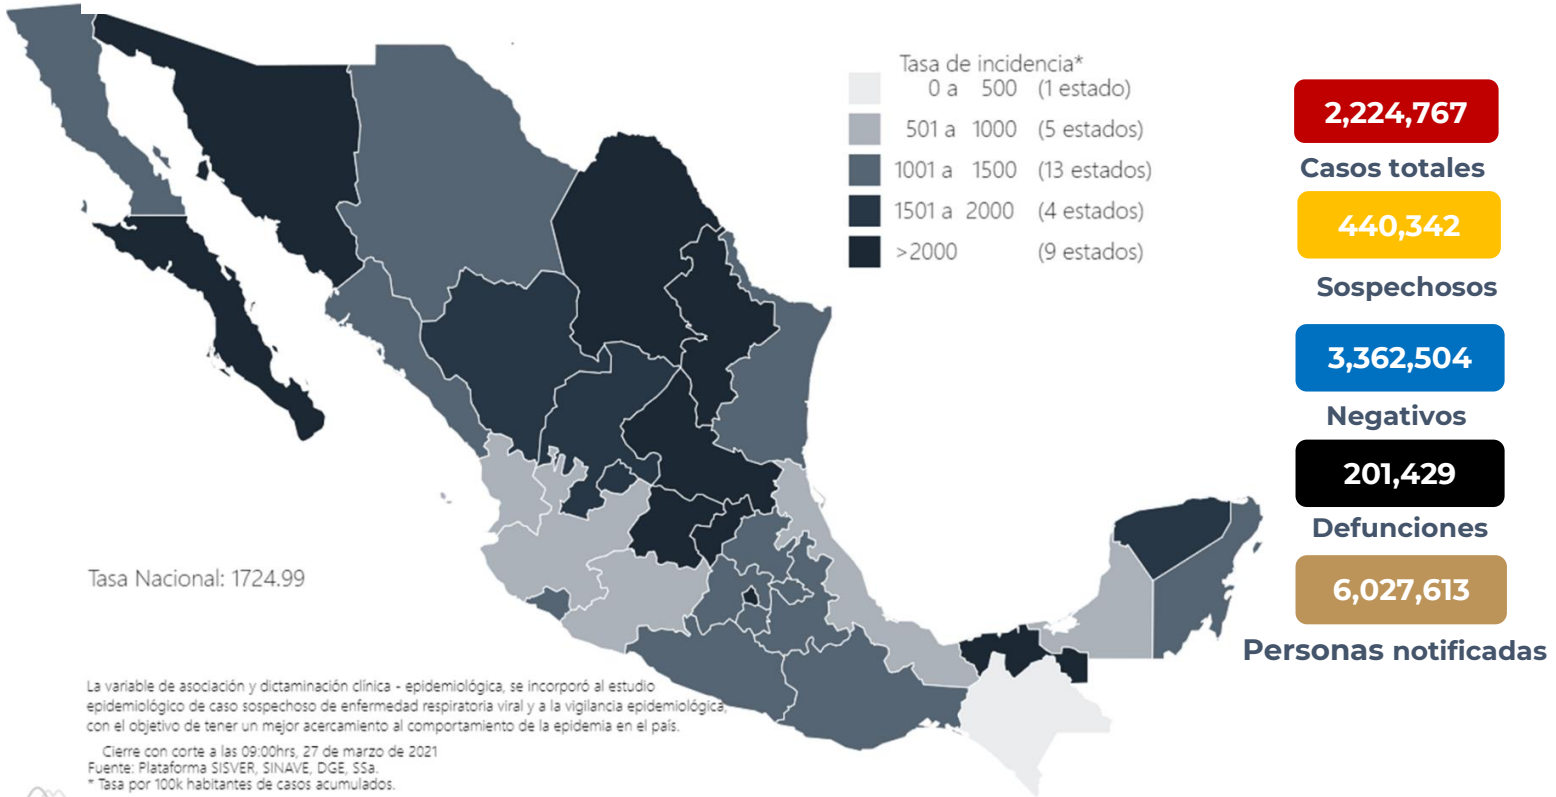 Tasa de incidencia*
0 a 500 (1 estado)
501 a 1000 (5 estados)
1001 a 1500 (13 estados)
1501 a 2000 (4 estados)
>2000 (9 estados)
2,224,767
Casos totales
440,342
Sospechosos
3,362,504
Negativos
201,429
Defunciones
6,027,613
Personas notificadas
Tasa Nacional: 1724.99
La variable de asociación y dictaminación clínica - epidemiológica, se incorporó al estudio
epidemiológico de caso sospechoso de enfermedad respiratoria viral y a la vigilancia epidemiológica,
con el objetivo de tener un mejor acercamiento al comportamiento de la epidemia en el país.
Cierre con corte a las 09:00hrs, 27 de marzo de 2021
Fuente: Plataforma SISVER, SINAVE, DGE, SSa.
* Tasa por 100k habitantes de casos acumulados.